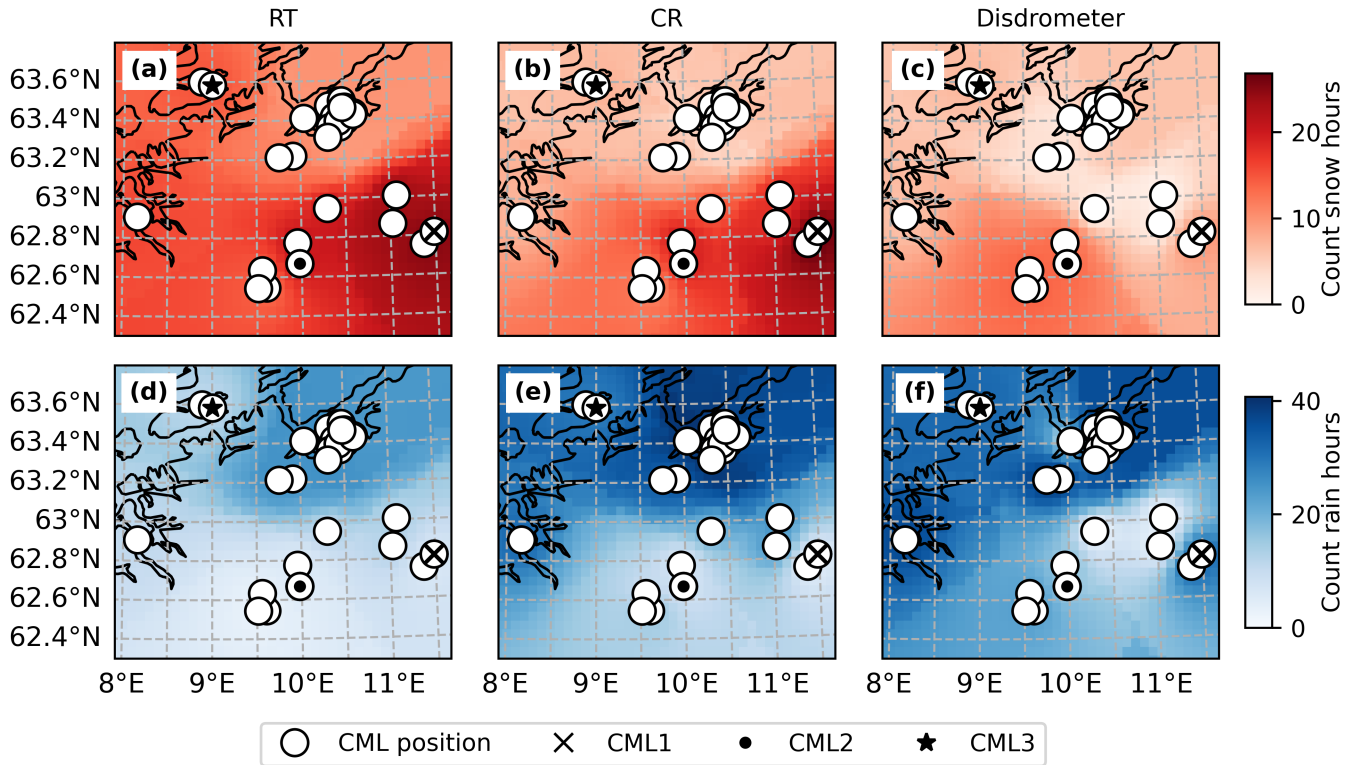 RT CR Disdrometer
(a) (b) (c)
63.6°N
63.4°N
63.2°N
63°N
62.8°N
62.6°N
62.4°N
20
10
0
Count snow hours
(d) (e) (f)
63.6°N
63.4°N
63.2°N
63°N
62.8°N
62.6°N
62.4°N
40
20
0
Count rain hours
8°E 9°E 10°E 11°E 8°E 9°E 10°E 11°E 8°E 9°E 10°E 11°E
CML position CML1 CML2 CML3